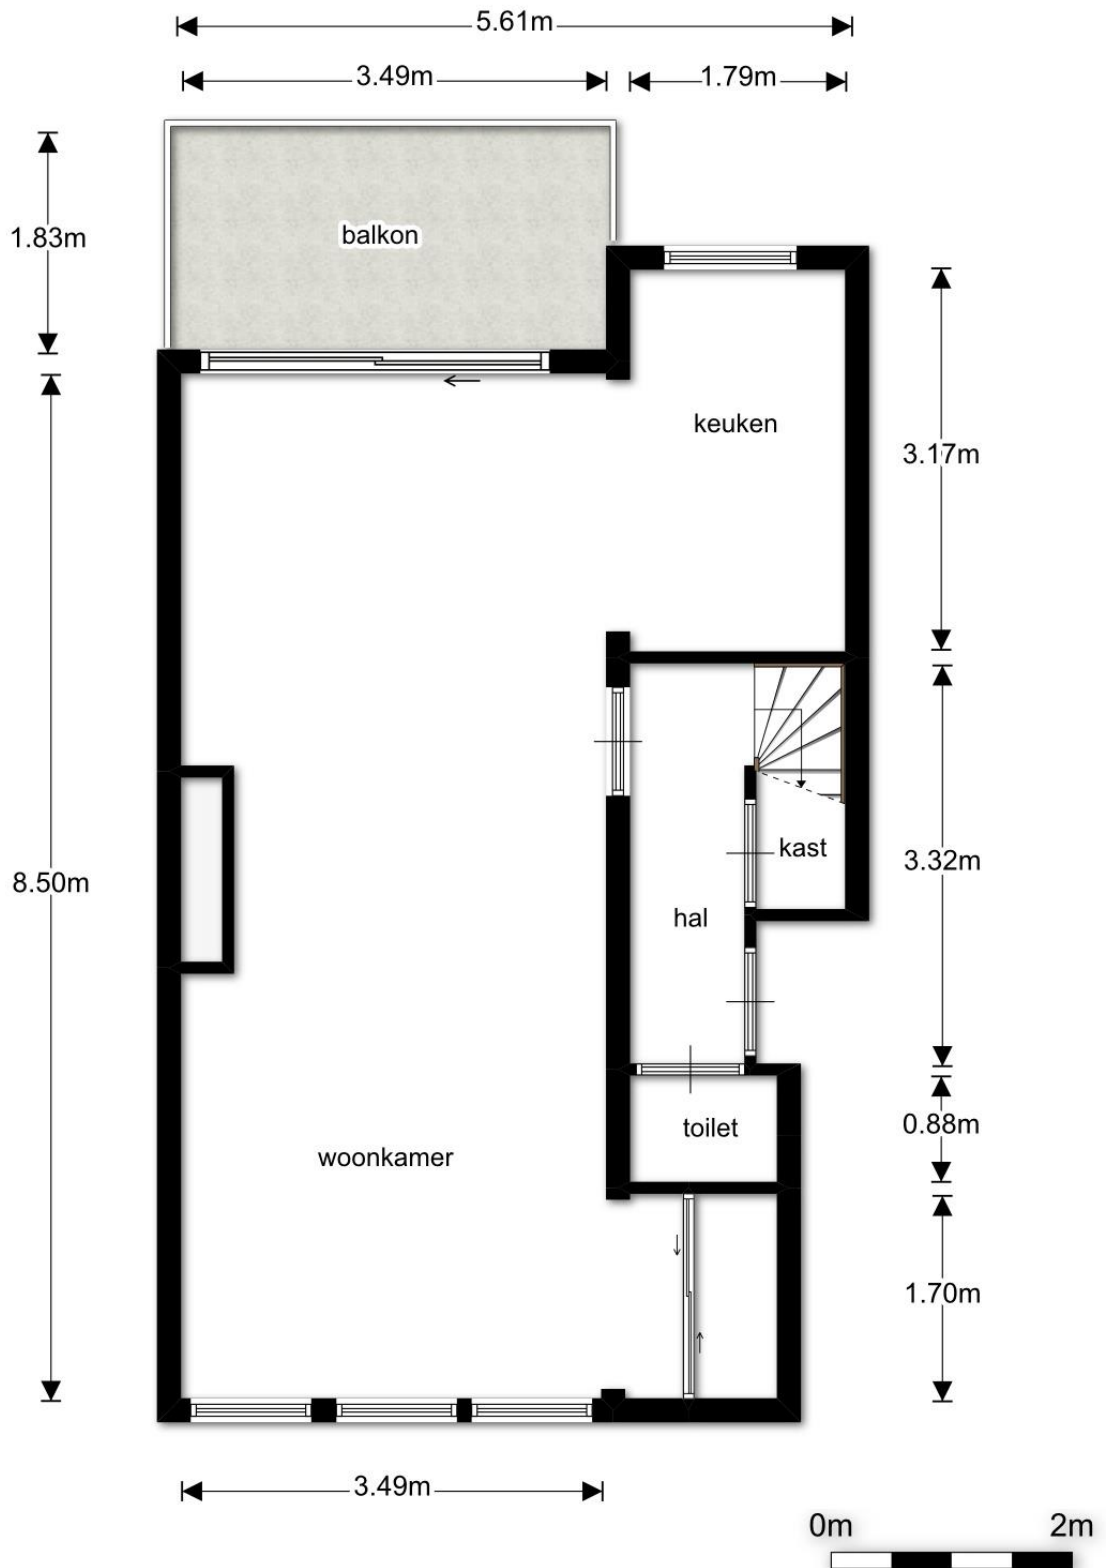 5.61m
3.49m
1.79m
1.83m
balkon
keuken
3.17m
8.50m
kast
3.32m
hal
toilet
0.88m
woonkamer
1.70m
3.49m
0m
2m